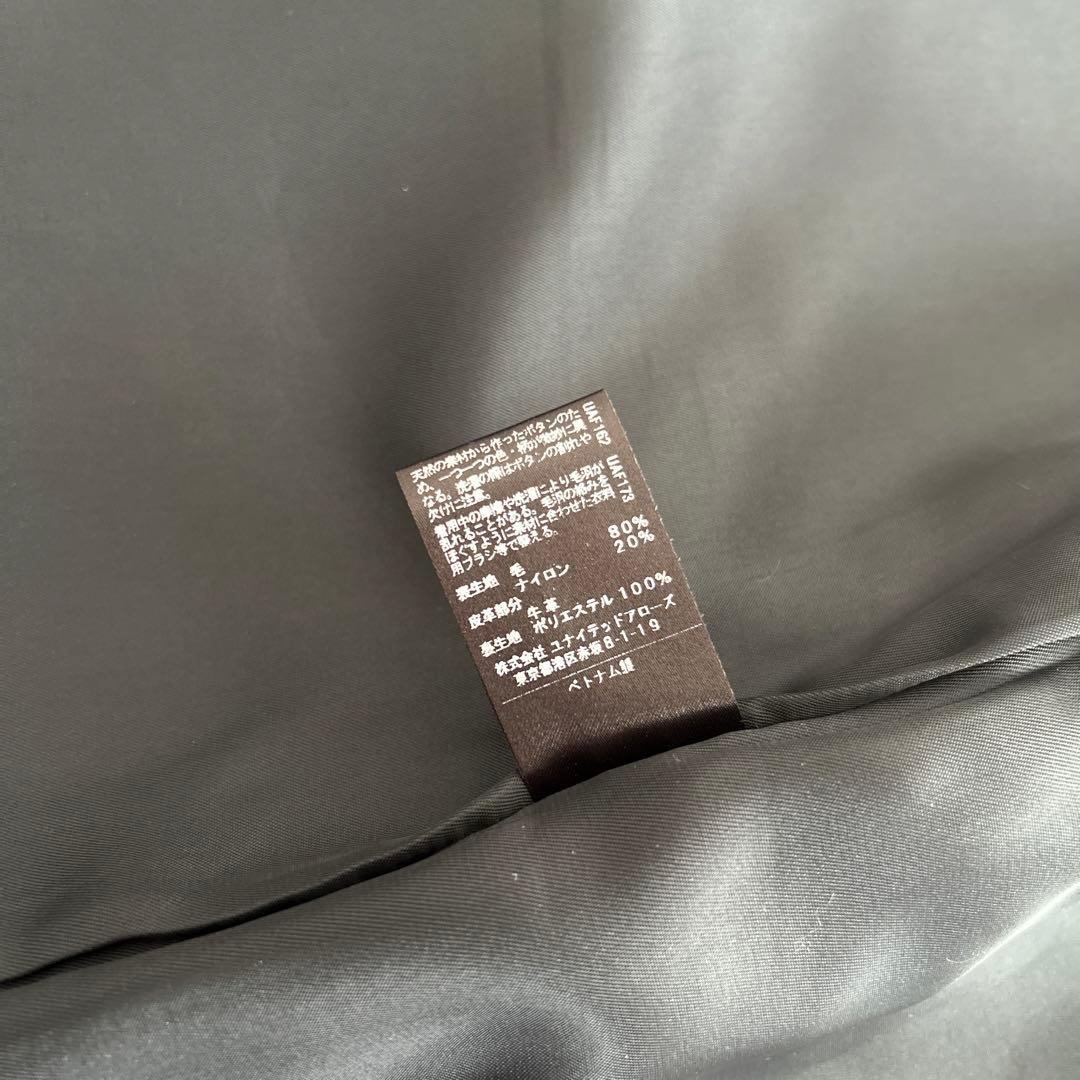 天然の素材から作ったボタンのた
め、一つ一つの色・柄が微妙に異
なる。洗濯の際はボタンの割れや
欠けに注意。
着用中の摩擦や洗濯により毛羽が
乱れることがある。毛羽の絡みを
ほぐすように素材に合わせた衣料
用ブラシ等で整える。
UAF162 UAF173
表生地 毛 80%
ナイロン 20%
皮革部分 牛革
裏生地 ポリエステル 100%
株式会社 ユナイテッドアローズ
東京都港区赤坂8-1-19
ベトナム製